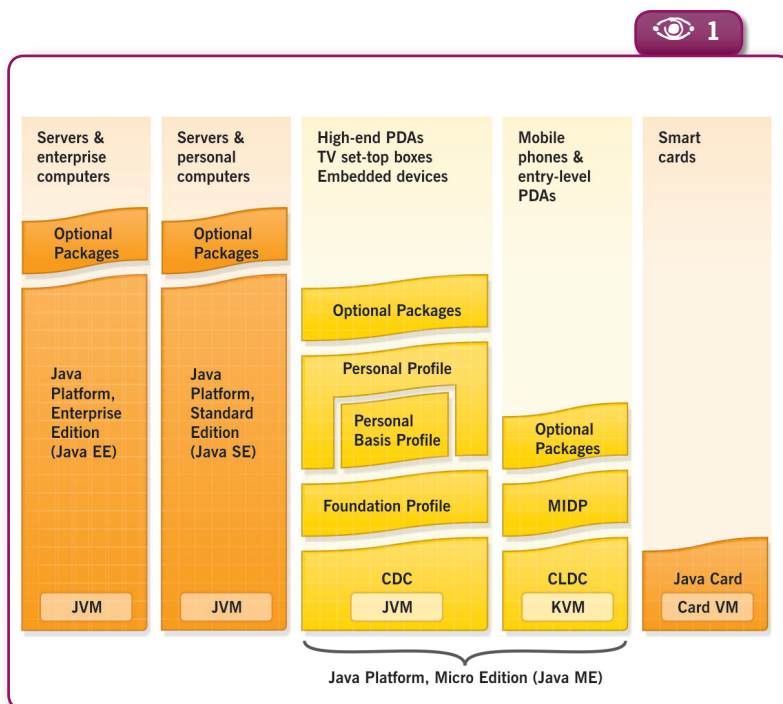 1
Servers &
enterprise
computers
Optional
Packages
Java
Platform,
Enterprise
Edition
(Java EE)
JVM
Servers &
personal
computers
Optional
Packages
Java
Platform,
Standard
Edition
(Java SE)
JVM
High-end PDAs
TV set-top boxes
Embedded devices
Optional Packages
Personal Profile
Personal
Basis Profile
Foundation Profile
CDC
JVM
Mobile
phones &
entry-level
PDAs
Optional
Packages
MIDP
CLDC
KVM
Smart
cards
Java Card
Card VM
Java Platform, Micro Edition (Java ME)